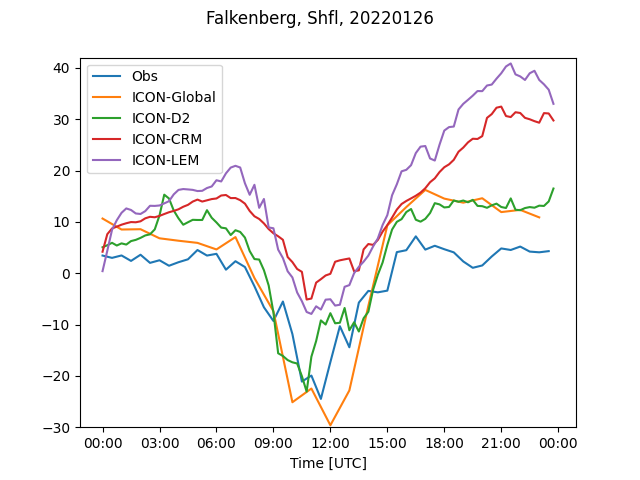 Falkenberg, Shfl, 20220126
Obs
ICON-Global
ICON-D2
ICON-CRM
ICON-LEM
40
30
20
10
0
−10
−20
−30
00:00 03:00 06:00 09:00 12:00 15:00 18:00 21:00 00:00
Time [UTC]